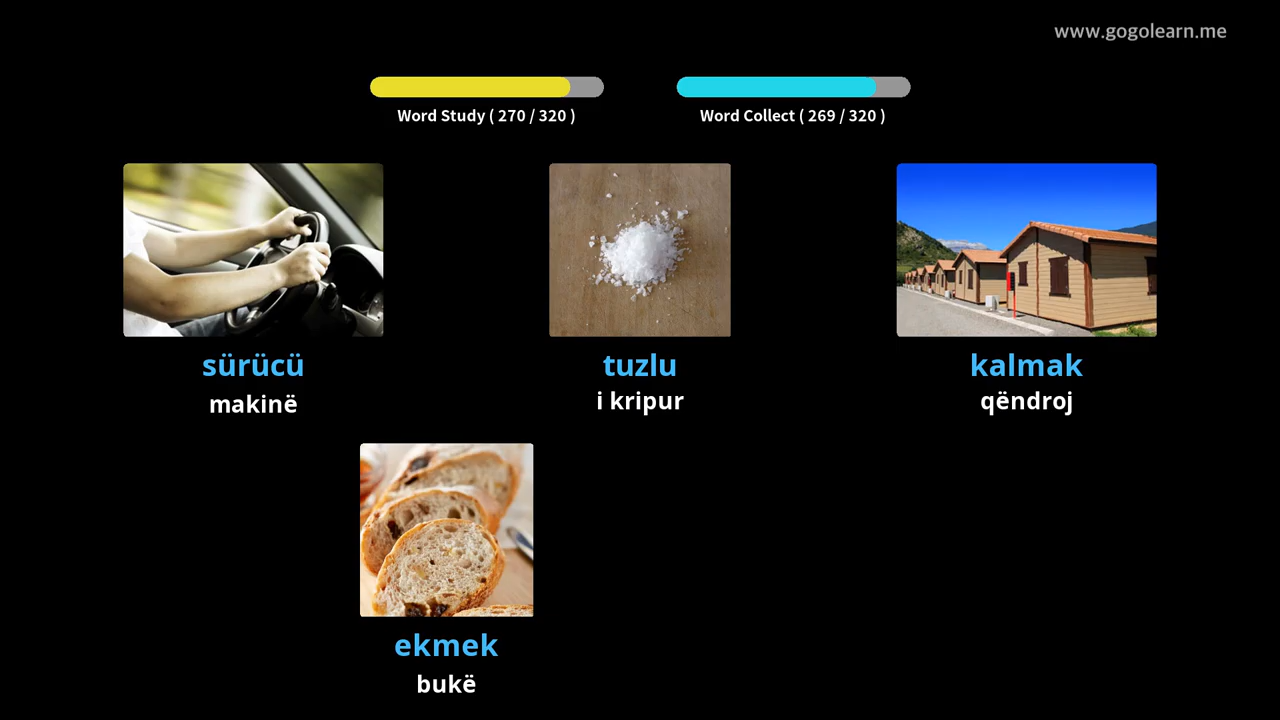 www.gogolearn.me
Word Study ( 270 / 320 )
Word Collect ( 269 / 320 )
sürücü
makinë
tuzlu
i kripur
kalmak
qëndroj
ekmek
bukë